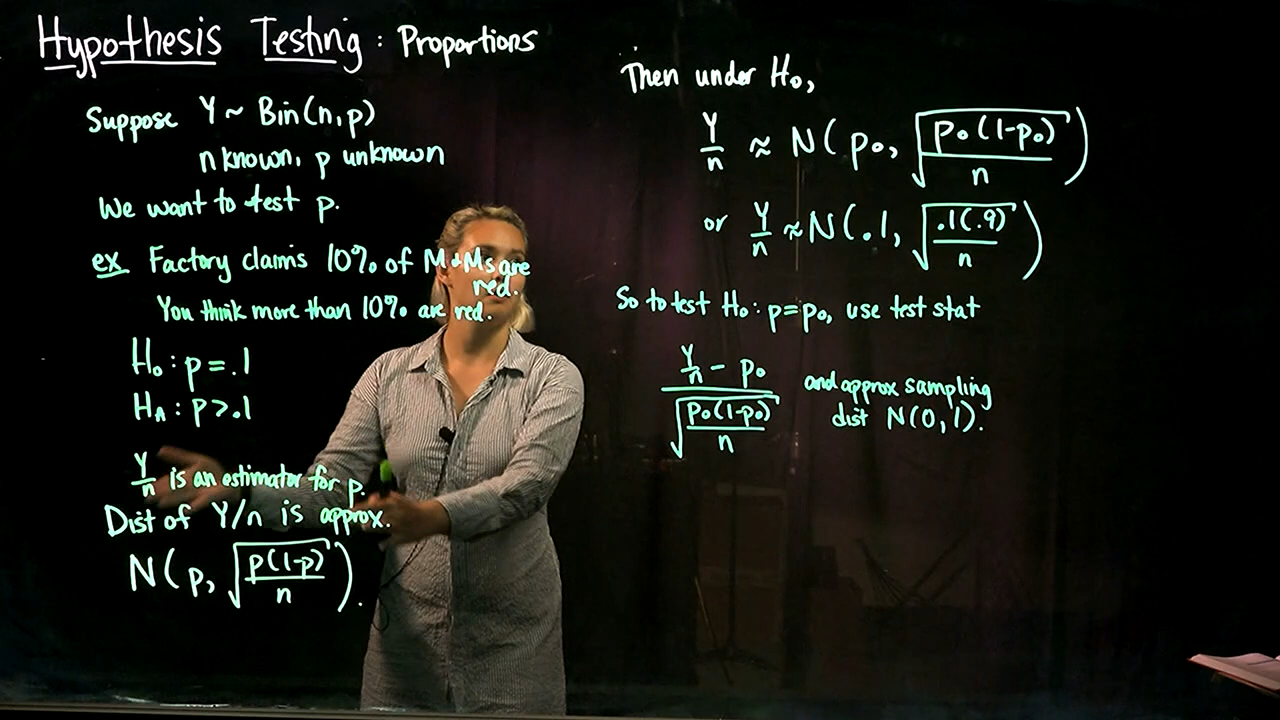 Hypothesis Testing : Proportions
Suppose Y ~ Bin(n, p)
n known, p unknown
We want to test p.
ex Factory claims 10% of M+Ms are
red.
You think more than 10% are red.
H₀ : p = .1
H_A : p > .1
Y/n is an estimator for p.
Dist of Y/n is approx.
N(p, √(p(1-p)/n)).
Then under H₀,
Y/n ≈ N(p₀, √(p₀(1-p₀)/n))
or Y/n ≈ N(.1, √(.1(.9)/n))
So to test H₀ : p = p₀, use test stat
(Y/n - p₀)/√(p₀(1-p₀)/n) and approx sampling
dist N(0, 1).